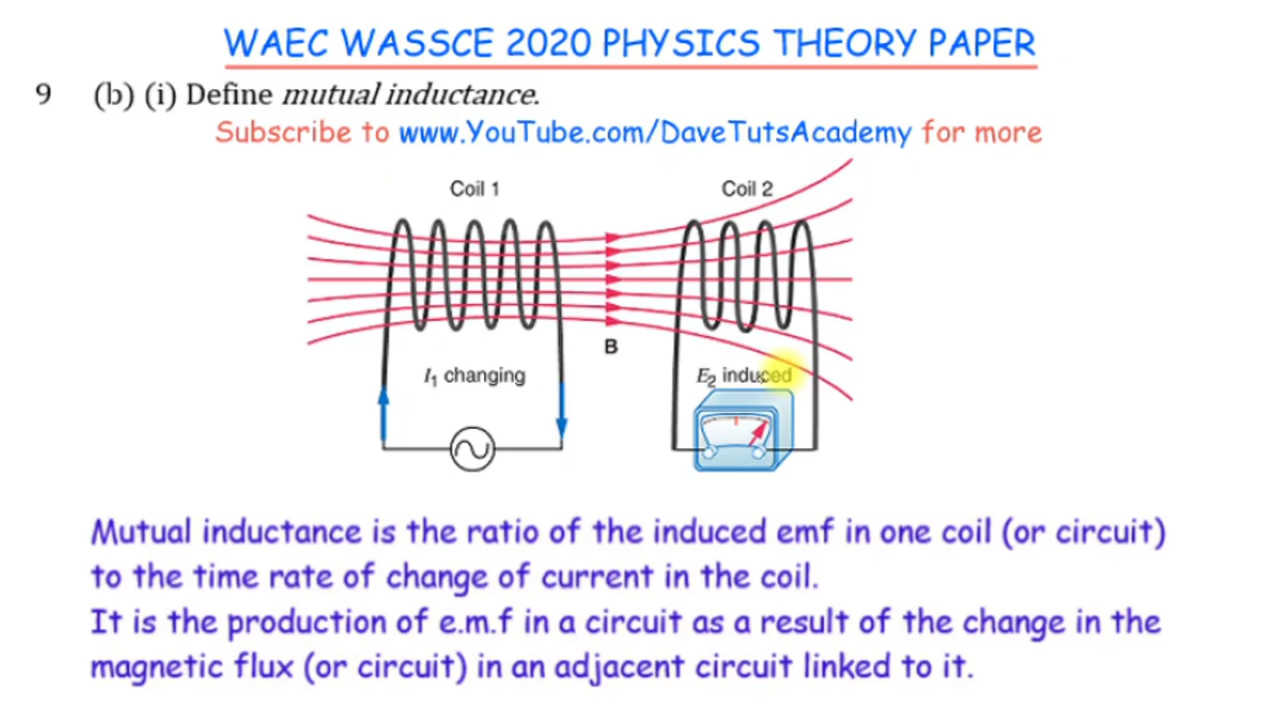 WAEC WASSCE 2020 PHYSICS THEORY PAPER
9 (b) (i) Define mutual inductance.
Subscribe to www.YouTube.com/DaveTutsAcademy for more
Coil 1
Coil 2
B
I₁ changing
E₂ induced
Mutual inductance is the ratio of the induced emf in one coil (or circuit)
to the time rate of change of current in the coil.
It is the production of e.m.f in a circuit as a result of the change in the
magnetic flux (or circuit) in an adjacent circuit linked to it.